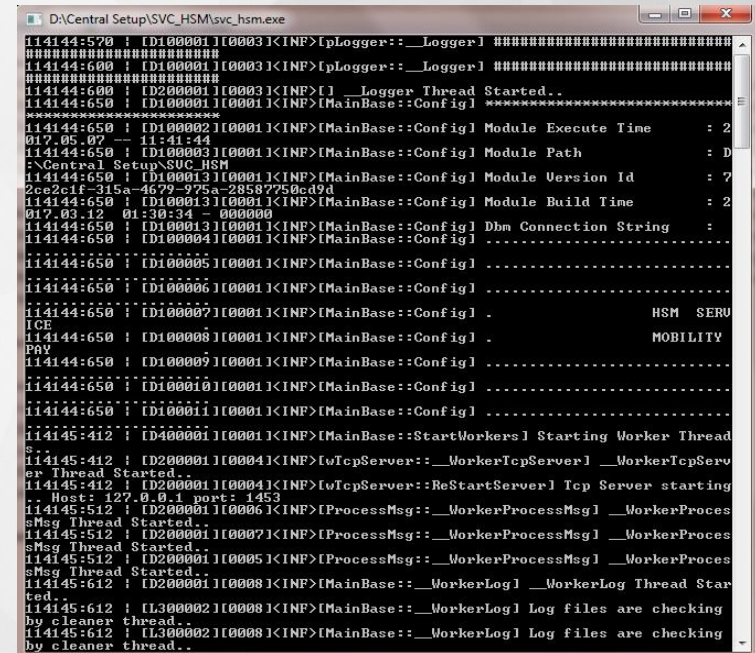 D:\Central Setup\SVC_HSM\svc_hsm.exe
114144:570 ¦ [D100001][0003]<INF>[pLogger::__Logger] ############################
######################
114144:600 ¦ [D100001][0003]<INF>[pLogger::__Logger] ############################
######################
114144:600 ¦ [D200001][0003]<INF>[] __Logger Thread Started..
114144:650 ¦ [D100001][0001]<INF>[MainBase::Config] *****************************
**********************
114144:650 ¦ [D100002][0001]<INF>[MainBase::Config] Module Execute Time      : 2
017.05.07 -- 11:41:44
114144:650 ¦ [D100003][0001]<INF>[MainBase::Config] Module Path              : D
:\Central Setup\SVC_HSM
114144:650 ¦ [D100013][0001]<INF>[MainBase::Config] Module Version Id        : 7
2ce2c1f-315a-4679-975a-28587750cd9d
114144:650 ¦ [D100013][0001]<INF>[MainBase::Config] Module Build Time        : 2
017.03.12  01:30:34 - 000000
114144:650 ¦ [D100013][0001]<INF>[MainBase::Config] Dbm Connection String    :
114144:650 ¦ [D100004][0001]<INF>[MainBase::Config] .............................
.....................
114144:650 ¦ [D100005][0001]<INF>[MainBase::Config] .............................
.....................
114144:650 ¦ [D100006][0001]<INF>[MainBase::Config] .............................
.....................
114144:650 ¦ [D100007][0001]<INF>[MainBase::Config] .                   HSM  SERV
ICE                  .
114144:650 ¦ [D100008][0001]<INF>[MainBase::Config] .                   MOBILITY
PAY                  .
114144:650 ¦ [D100009][0001]<INF>[MainBase::Config] .............................
.....................
114144:650 ¦ [D100010][0001]<INF>[MainBase::Config] .............................
.....................
114144:650 ¦ [D100011][0001]<INF>[MainBase::Config] .............................
.....................
114145:412 ¦ [D400001][0001]<INF>[MainBase::StartWorkers] Starting Worker Thread
s..
114145:412 ¦ [D200001][0004]<INF>[wTcpServer::__WorkerTcpServer] __WorkerTcpServ
er Thread Started..
114145:412 ¦ [D200001][0004]<INF>[wTcpServer::ReStartServer] Tcp Server starting
.. Host: 127.0.0.1 port: 1453
114145:512 ¦ [D200001][0006]<INF>[ProcessMsg::__WorkerProcessMsg] __WorkerProces
sMsg Thread Started..
114145:512 ¦ [D200001][0007]<INF>[ProcessMsg::__WorkerProcessMsg] __WorkerProces
sMsg Thread Started..
114145:512 ¦ [D200001][0005]<INF>[ProcessMsg::__WorkerProcessMsg] __WorkerProces
sMsg Thread Started..
114145:612 ¦ [D200001][0008]<INF>[MainBase::__WorkerLog] __WorkerLog Thread Star
ted..
114145:612 ¦ [L300002][0008]<INF>[MainBase::__WorkerLog] Log files are checking
by cleaner thread..
114145:612 ¦ [L300002][0008]<INF>[MainBase::__WorkerLog] Log files are checking
by cleaner thread..